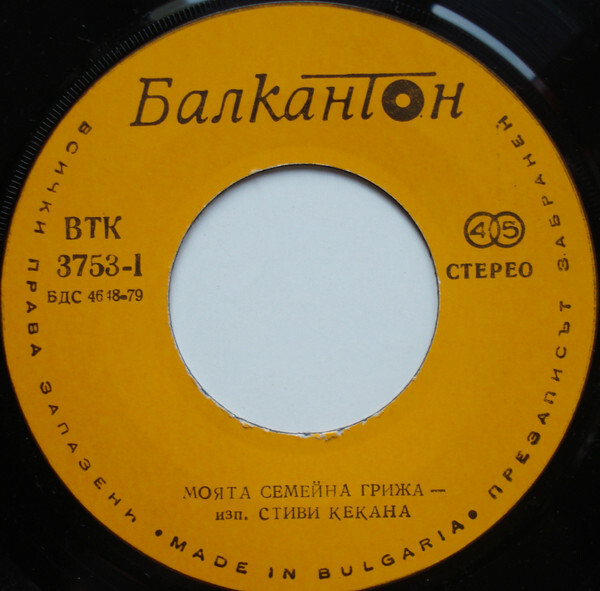 Балкантон
ВТК
3753-1
БДС 4648-79
45
СТЕРЕО
МОЯТА СЕМЕЙНА ГРИЖА —
изп. СТИВИ КЕКАНА
ВСИЧКИ ПРАВА ЗАПАЗЕНИ • MADE IN BULGARIA • ПРЕЗАПИСЪТ ЗАБРАНЕН